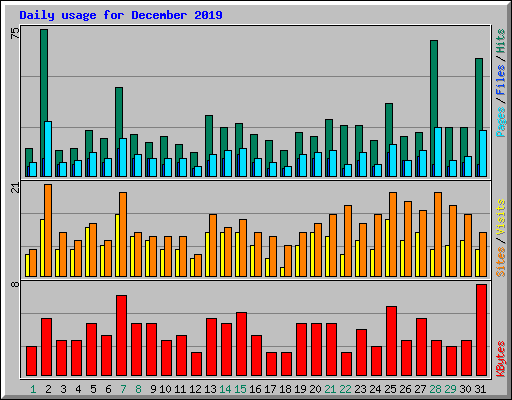 Daily usage for December 2019
75
Pages / Files / Hits
21
Sites / Visits
8
KBytes
1 2 3 4 5 6 7 8 9 10 11 12 13 14 15 16 17 18 19 20 21 22 23 24 25 26 27 28 29 30 31